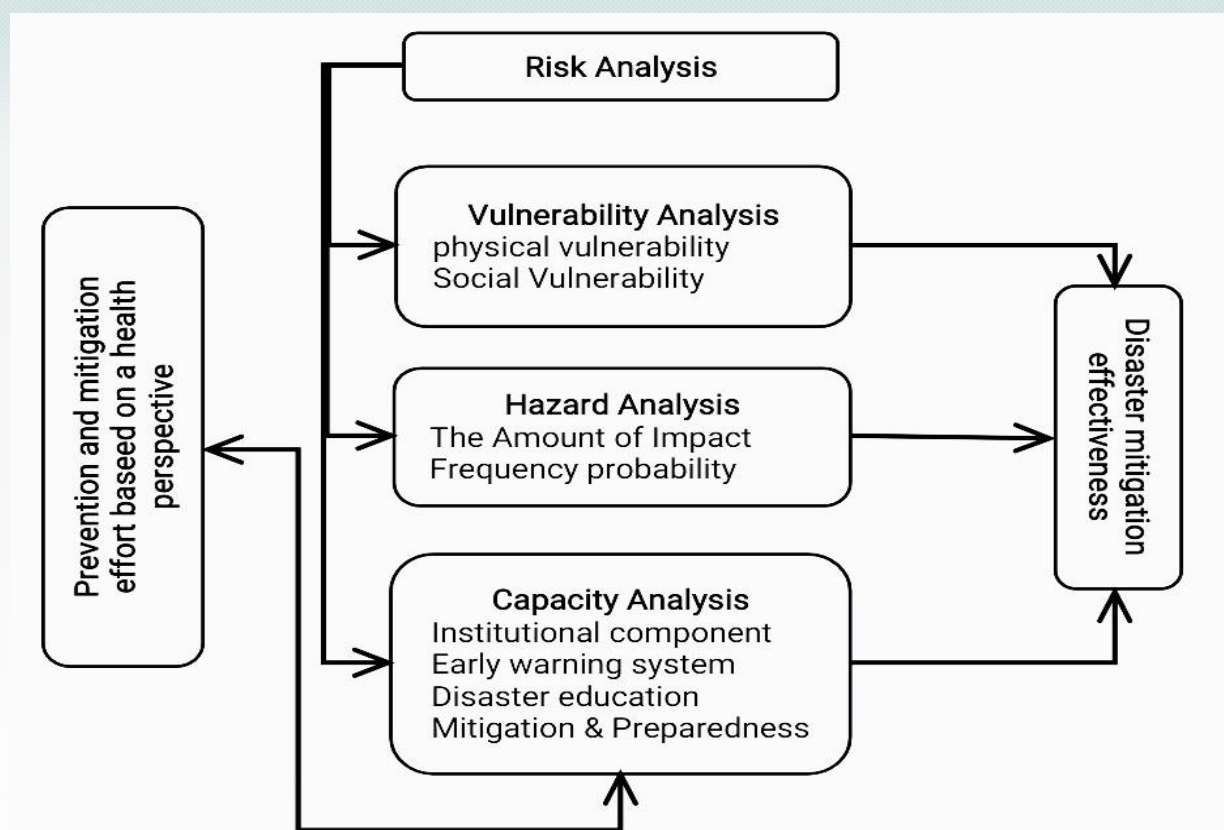 Risk Analysis
Vulnerability Analysis
physical vulnerability
Social Vulnerability
Hazard Analysis
The Amount of Impact
Frequency probability
Capacity Analysis
Institutional component
Early warning system
Disaster education
Mitigation & Preparedness
Prevention and mitigation
effort baseed on a health
perspective
Disaster mitigation
effectiveness